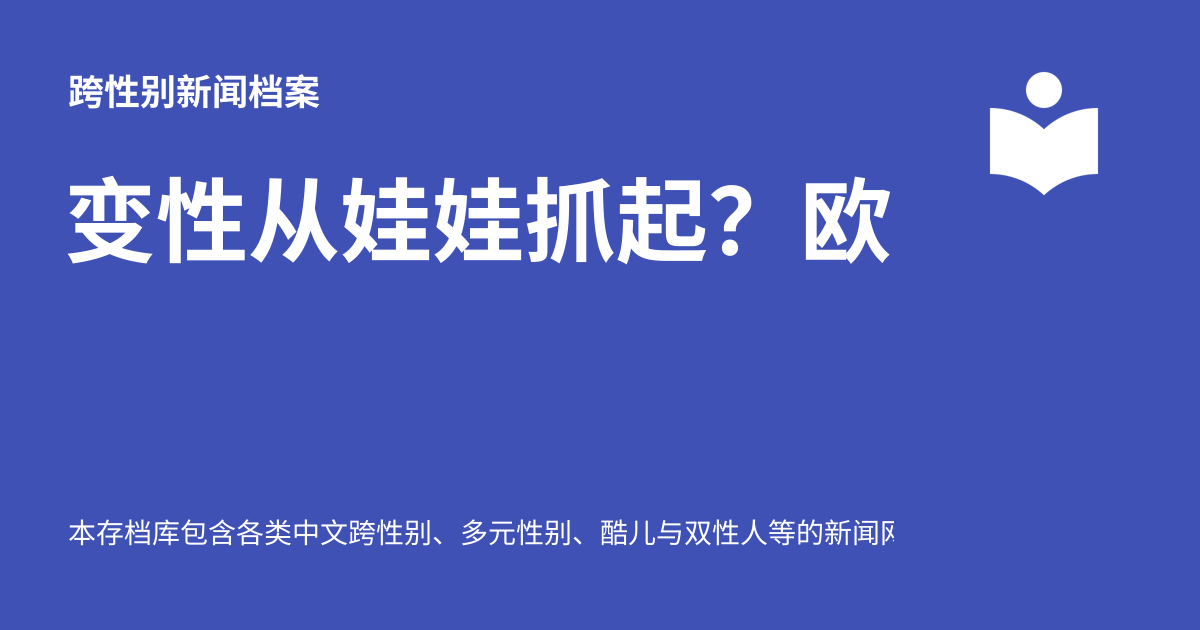 跨性别新闻档案
变性从娃娃抓起？欧
本存档库包含各类中文跨性别、多元性别、酷儿与双性人等的新闻网